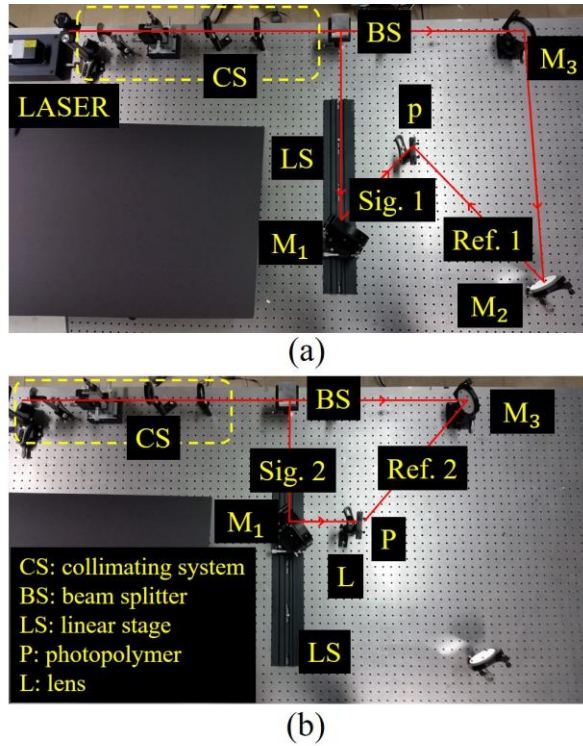 BS
M₃
CS
LASER
p
LS
Sig. 1
M₁
Ref. 1
M₂
(a)
BS
M₃
CS
Sig. 2
Ref. 2
M₁
P
L
CS: collimating system
BS: beam splitter
LS: linear stage
P: photopolymer
L: lens
LS
(b)